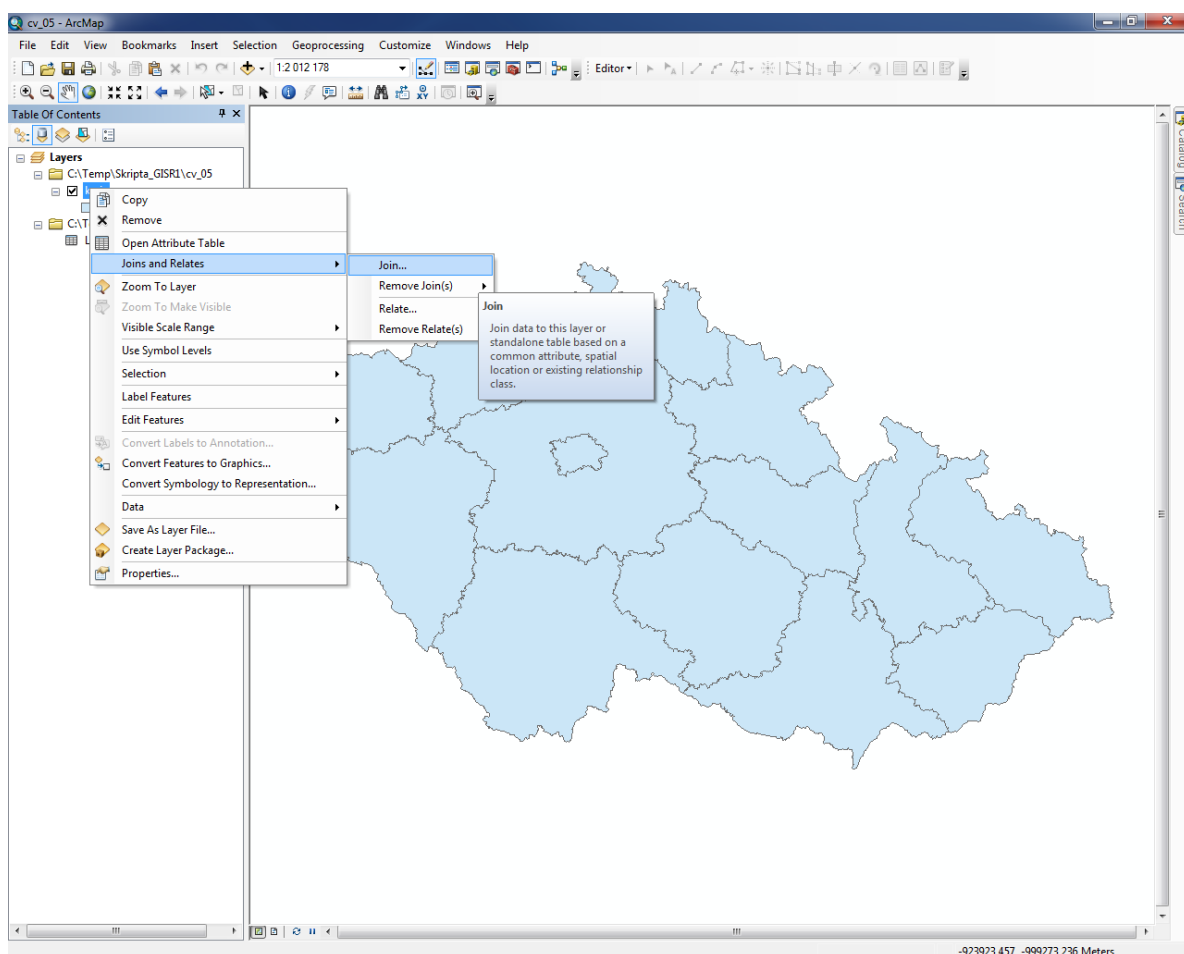 cv_05 - ArcMap
File Edit View Bookmarks Insert Selection Geoprocessing Customize Windows Help
1:2 012 178
Editor
Table Of Contents
Layers
C:\Temp\Skripta_GISR1\cv_05
C:\T
L
Copy
Remove
Open Attribute Table
Joins and Relates
Zoom To Layer
Zoom To Make Visible
Visible Scale Range
Use Symbol Levels
Selection
Label Features
Edit Features
Convert Labels to Annotation...
Convert Features to Graphics...
Convert Symbology to Representation...
Data
Save As Layer File...
Create Layer Package...
Properties...
Join...
Remove Join(s)
Relate...
Remove Relate(s)
Join
Join data to this layer or
standalone table based on a
common attribute, spatial
location or existing relationship
class.
Catalog
Search
-923923,457 -999273,236 Meters